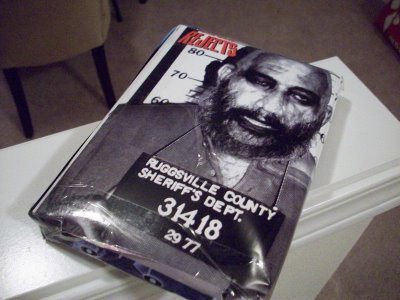 REJECTS
80
70
60
RUGGSVILLE COUNTY
SHERIFF'S DEPT.
31418
29 77